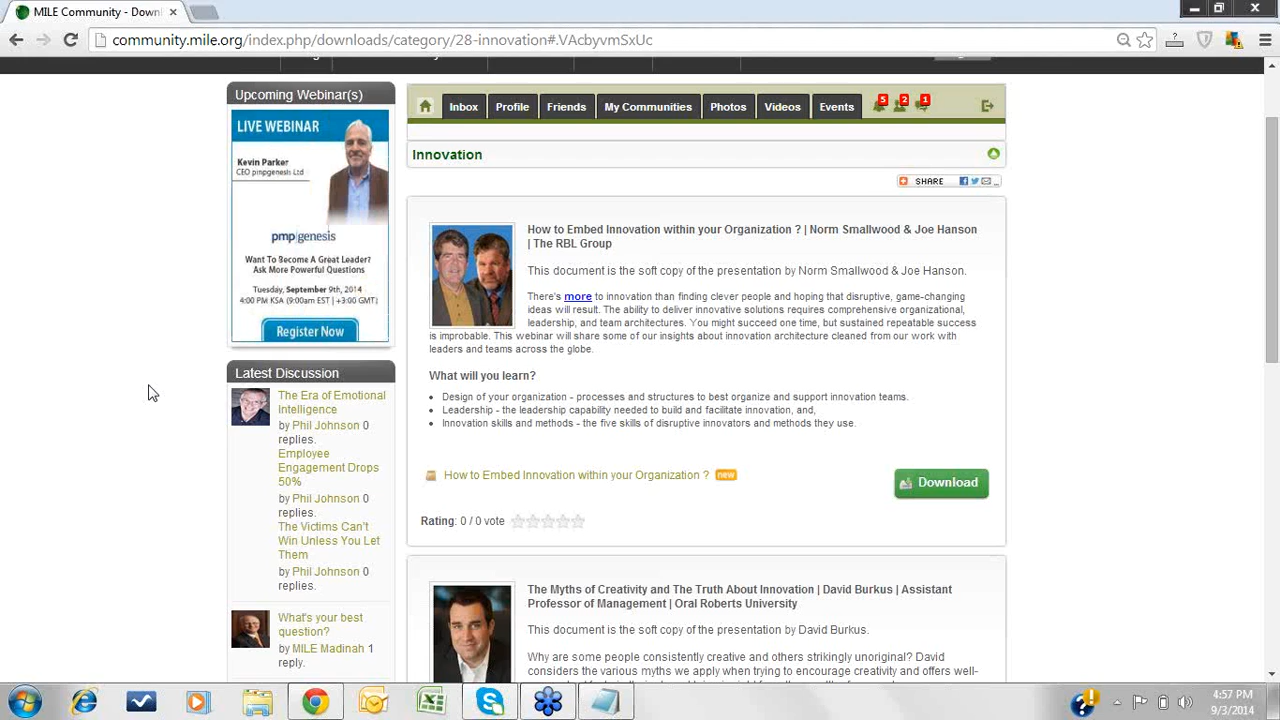 MILE Community - Down
community.mile.org/index.php/downloads/category/28-innovation#.VAcbyvmSxUc
Upcoming Webinar(s)
LIVE WEBINAR
Kevin Parker
CEO pmpgenesis Ltd
pmp genesis
Want To Become A Great Leader?
Ask More Powerful Questions
Tuesday, September 9th, 2014
4:00 PM KSA (9:00am EST | +3:00 GMT)
Register Now
Latest Discussion
The Era of Emotional
Intelligence
by Phil Johnson 0
replies.
Employee
Engagement Drops
50%
by Phil Johnson 0
replies.
The Victims Can't
Win Unless You Let
Them
by Phil Johnson 0
replies.
What's your best
question?
by MILE Madinah 1
reply.
Inbox Profile Friends My Communities Photos Videos Events 5 2 1
Innovation
SHARE
How to Embed Innovation within your Organization ? | Norm Smallwood & Joe Hanson
| The RBL Group
This document is the soft copy of the presentation by Norm Smallwood & Joe Hanson.
There's more to innovation than finding clever people and hoping that disruptive, game-changing
ideas will result. The ability to deliver innovative solutions requires comprehensive organizational,
leadership, and team architectures. You might succeed one time, but sustained repeatable success
is improbable. This webinar will share some of our insights about innovation architecture cleaned from our work with
leaders and teams across the globe.
What will you learn?
• Design of your organization - processes and structures to best organize and support innovation teams.
• Leadership - the leadership capability needed to build and facilitate innovation, and,
• Innovation skills and methods - the five skills of disruptive innovators and methods they use.
How to Embed Innovation within your Organization ? new
Download
Rating: 0 / 0 vote
The Myths of Creativity and The Truth About Innovation | David Burkus | Assistant
Professor of Management | Oral Roberts University
This document is the soft copy of the presentation by David Burkus.
Why are some people consistently creative and others strikingly unoriginal? David
considers the various myths we apply when trying to encourage creativity and offers well-
4:57 PM
9/3/2014